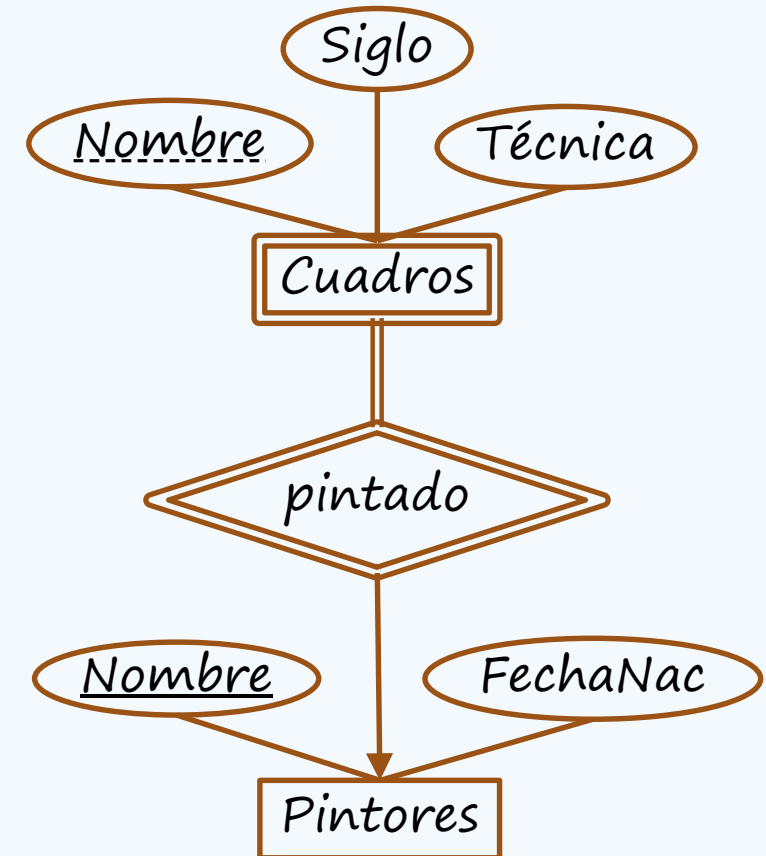 Siglo
Nombre
Técnica
Cuadros
pintado
Nombre
FechaNac
Pintores